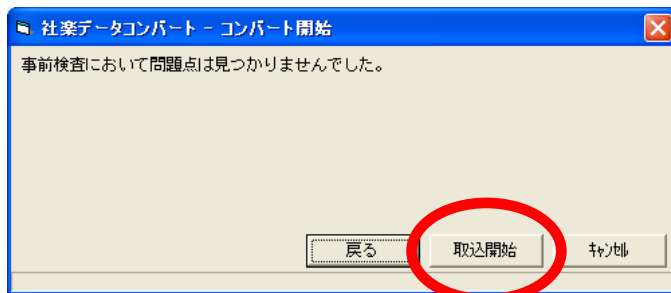 社楽データコンバート - コンバート開始
事前検査において問題点は見つかりませんでした。
戻る 取込開始 ｷｬﾝｾﾙ